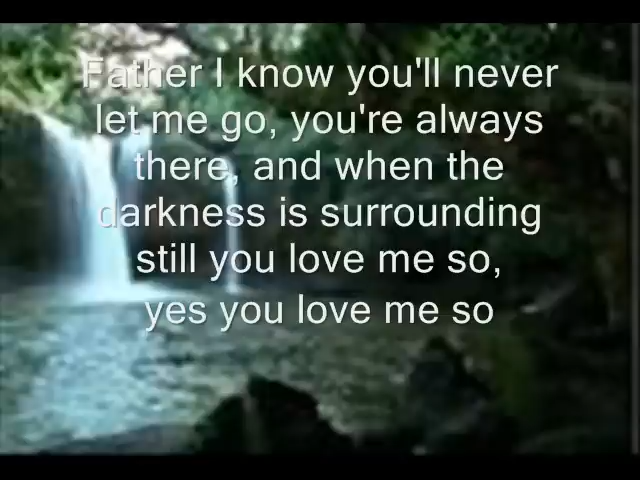 Father I know you'll never
let me go, you're always
there, and when the
darkness is surrounding
still you love me so,
yes you love me so